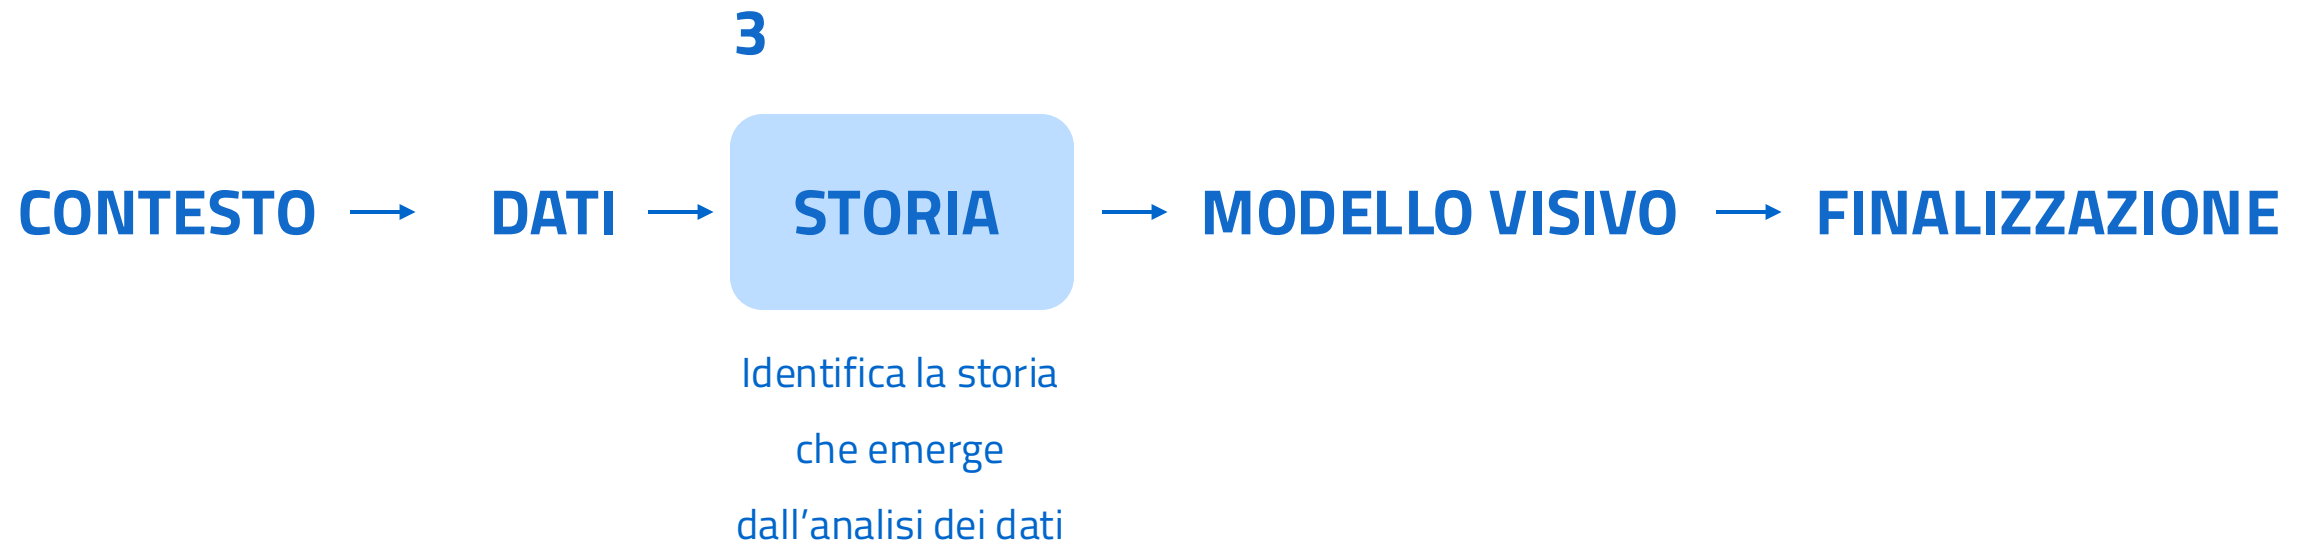 3
CONTESTO → DATI → STORIA → MODELLO VISIVO → FINALIZZAZIONE
Identifica la storia
che emerge
dall’analisi dei dati